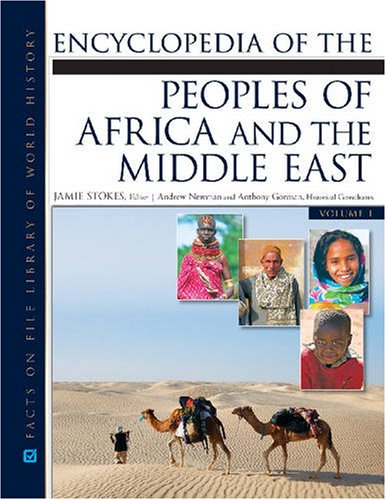 ENCYCLOPEDIA OF THE
PEOPLES OF
AFRICA AND THE
MIDDLE EAST
JAMIE STOKES, Editor | Andrew Newman and Anthony Gorman, Historical Consultants
VOLUME I
FACTS ON FILE LIBRARY OF WORLD HISTORY